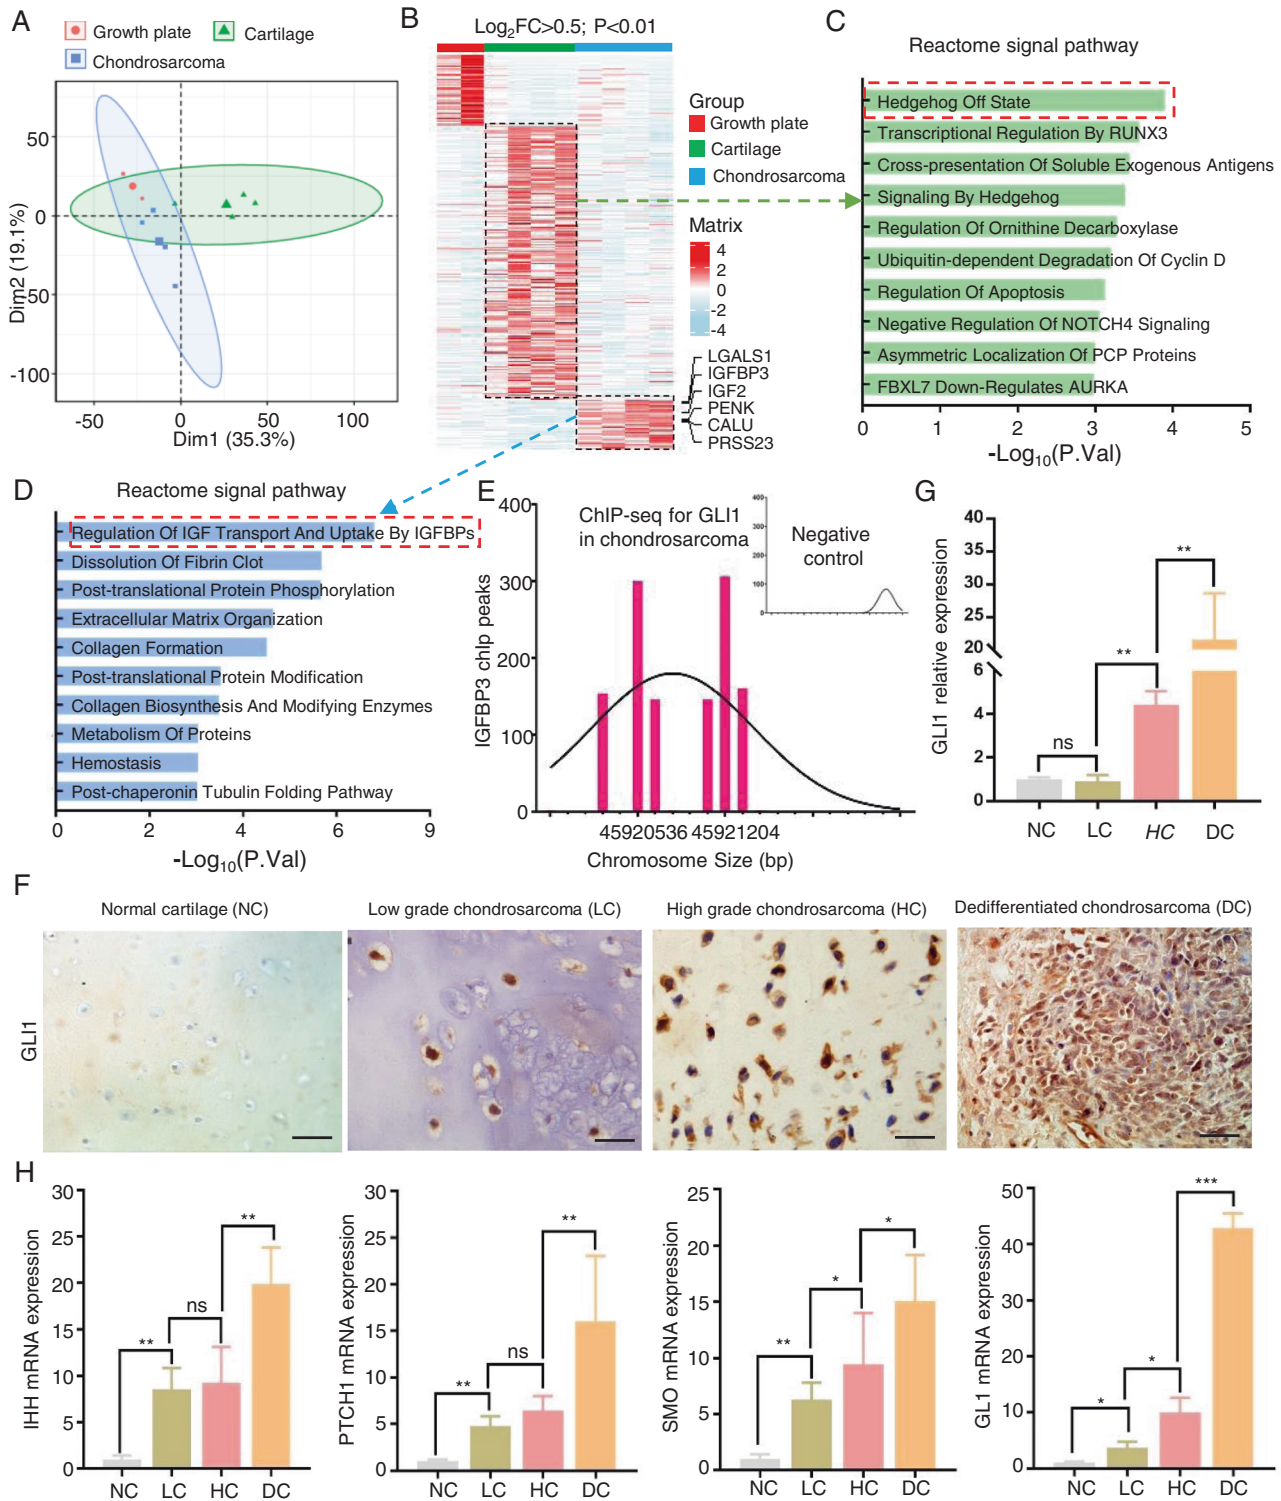 A
Growth plate
Cartilage
Chondrosarcoma
Dim2 (19.1%)
50
0
-50
-100
-50
0
50
100
Dim1 (35.3%)
B
Log2FC>0.5; P<0.01
Group
Growth plate
Cartilage
Chondrosarcoma
Matrix
4
2
0
-2
-4
LGALS1
IGFBP3
IGF2
PENK
CALU
PRSS23
C
Reactome signal pathway
Hedgehog Off State
Transcriptional Regulation By RUNX3
Cross-presentation Of Soluble Exogenous Antigens
Signaling By Hedgehog
Regulation Of Ornithine Decarboxylase
Ubiquitin-dependent Degradation Of Cyclin D
Regulation Of Apoptosis
Negative Regulation Of NOTCH4 Signaling
Asymmetric Localization Of PCP Proteins
FBXL7 Down-Regulates AURKA
0 1 2 3 4 5
-Log10(P.Val)
D
Reactome signal pathway
Regulation Of IGF Transport And Uptake By IGFBPs
Dissolution Of Fibrin Clot
Post-translational Protein Phosphorylation
Extracellular Matrix Organization
Collagen Formation
Post-translational Protein Modification
Collagen Biosynthesis And Modifying Enzymes
Metabolism Of Proteins
Hemostasis
Post-chaperonin Tubulin Folding Pathway
0 2 4 6 9
-Log10(P.Val)
E
IGFBP3 chIp peaks
400
300
200
100
0
ChIP-seq for GLI1
in chondrosarcoma
400
300
200
100
0
Negative
control
45920536 45921204
Chromosome Size (bp)
G
GLI1 relative expression
40
35
30
25
20
6
4
2
0
ns
**
**
NC LC HC DC
F
Normal cartilage (NC)
Low grade chondrosarcoma (LC)
High grade chondrosarcoma (HC)
Dedifferentiated chondrosarcoma (DC)
GLI1
H
IHH mRNA expression
30
25
20
15
10
5
0
**
ns
**
NC LC HC DC
PTCH1 mRNA expression
30
25
20
15
10
5
0
**
ns
**
NC LC HC DC
SMO mRNA expression
25
20
15
10
5
0
**
*
*
NC LC HC DC
GL1 mRNA expression
50
40
30
20
10
0
*
*
***
NC LC HC DC